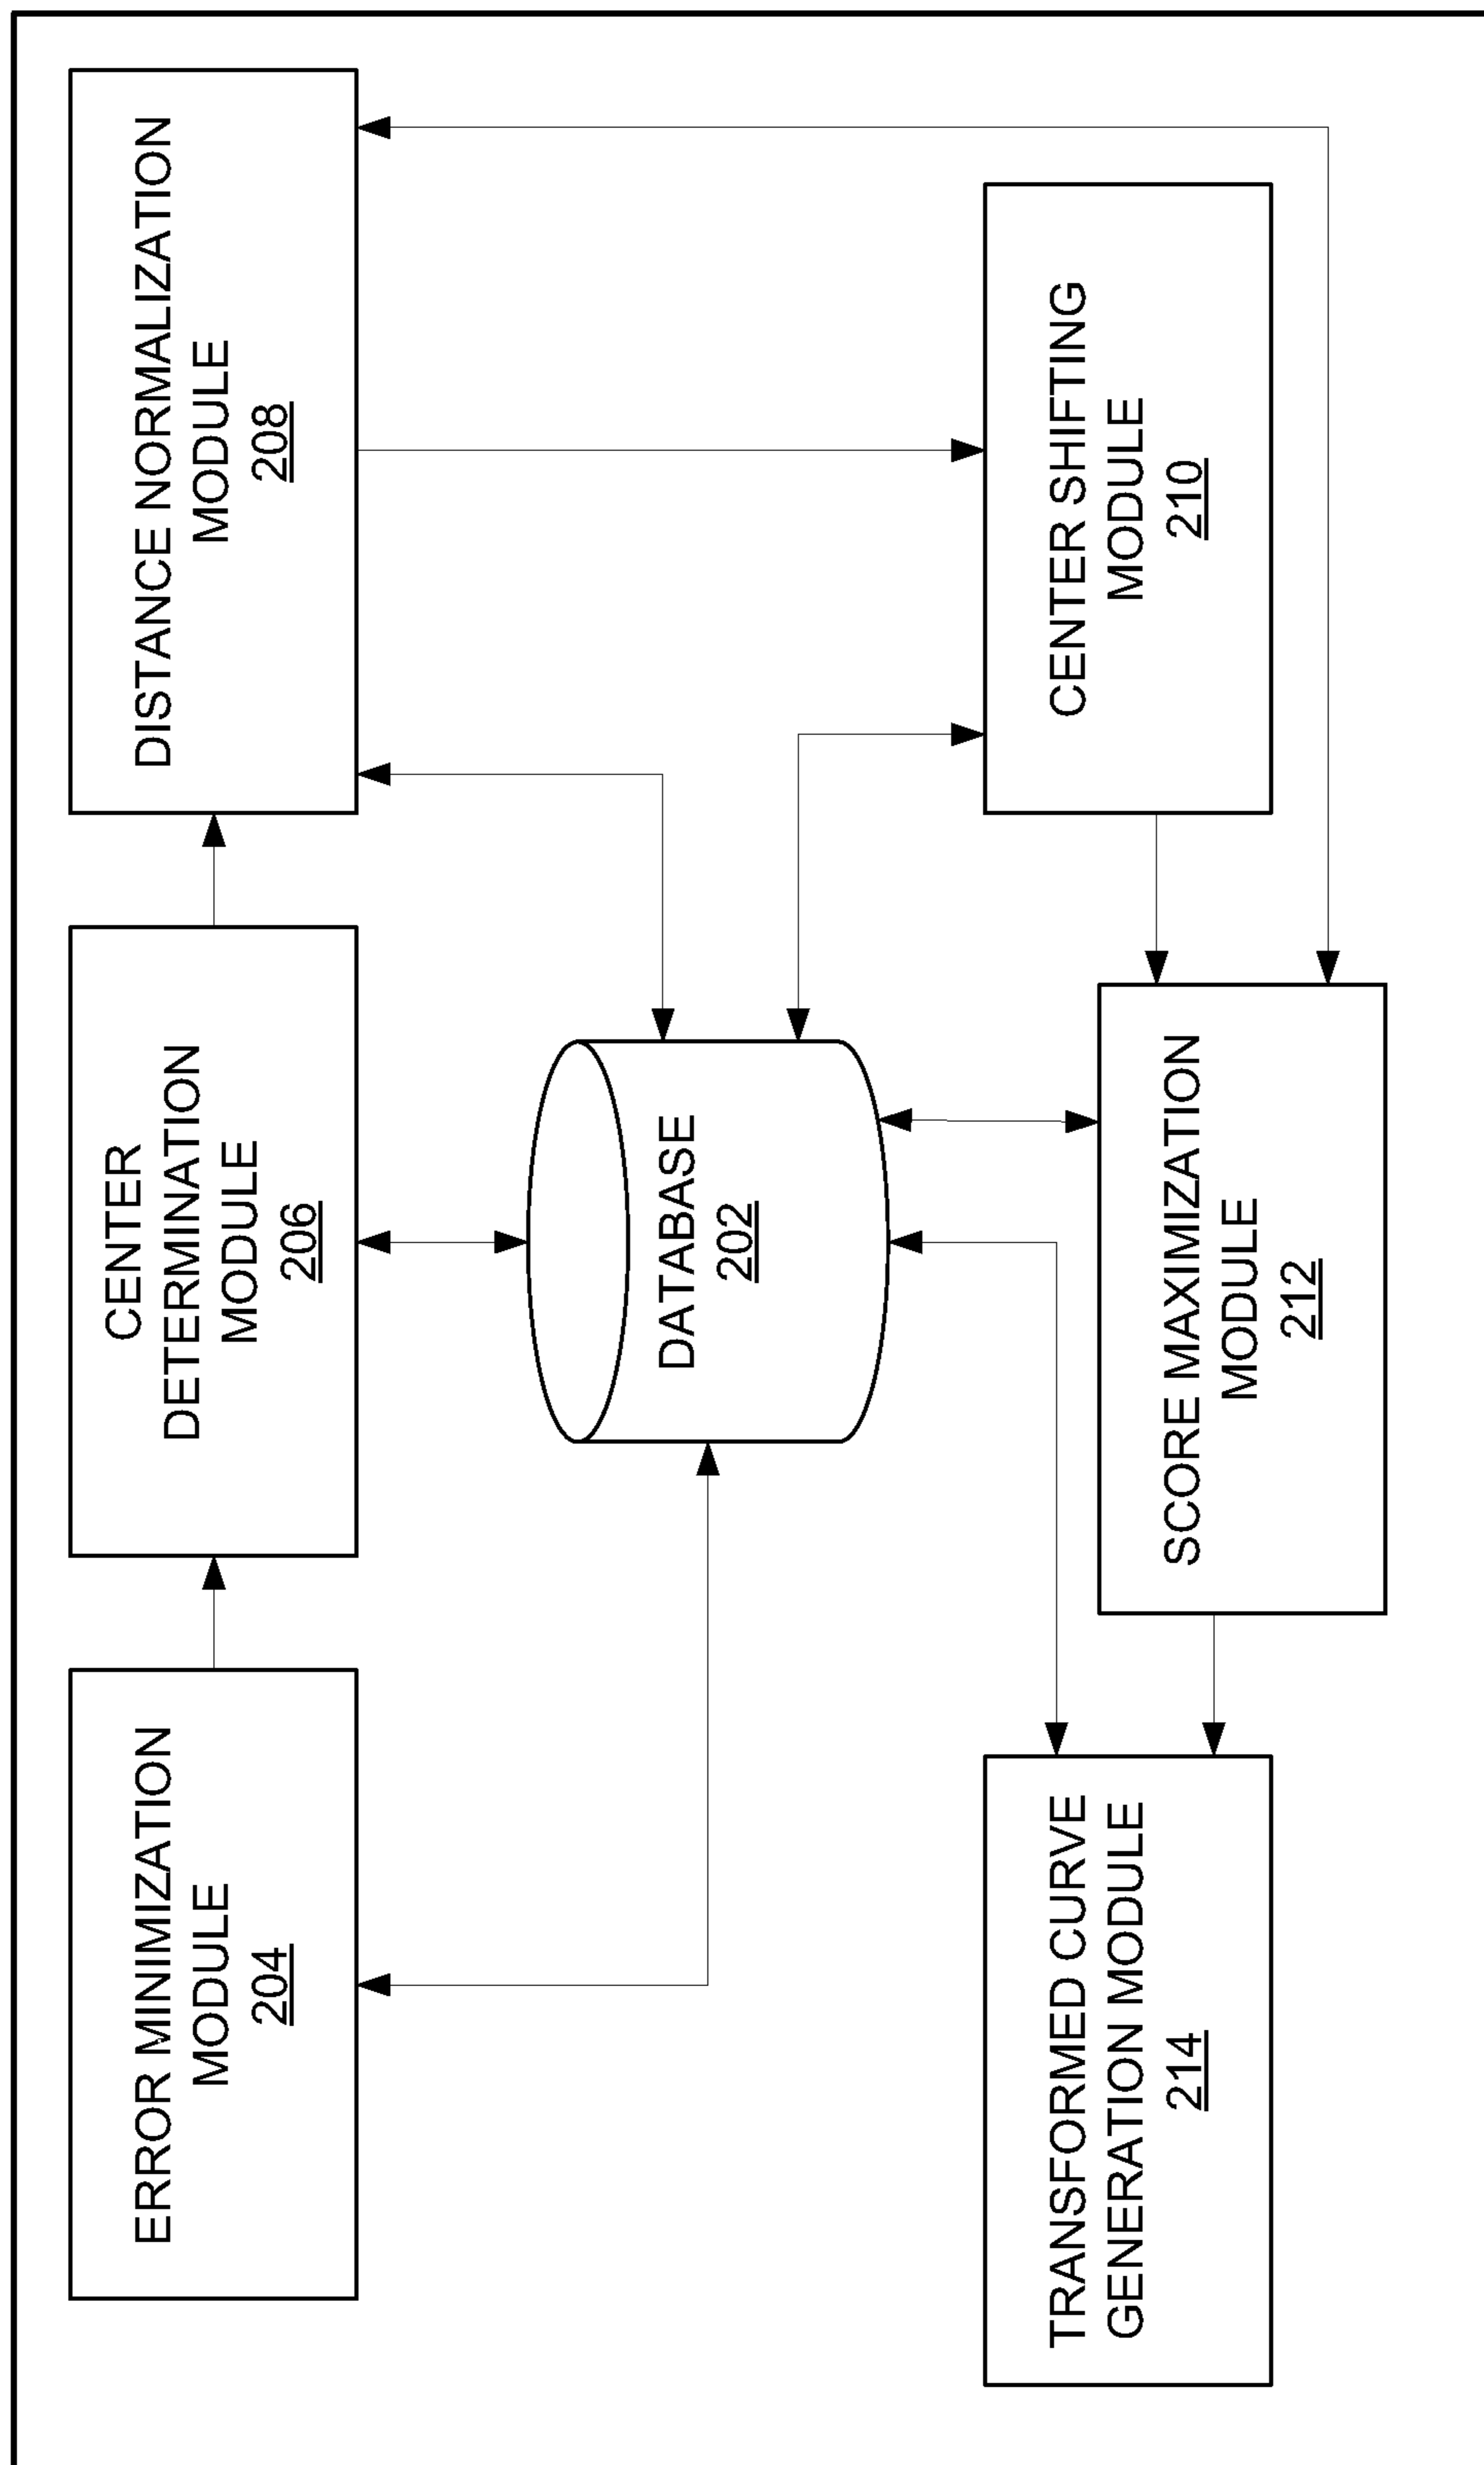 ERROR MINIMIZATION
MODULE
204
CENTER
DETERMINATION
MODULE
206
DISTANCE NORMALIZATION
MODULE
208
DATABASE
202
TRANSFORMED CURVE
GENERATION MODULE
214
SCORE MAXIMIZATION
MODULE
212
CENTER SHIFTING
MODULE
210